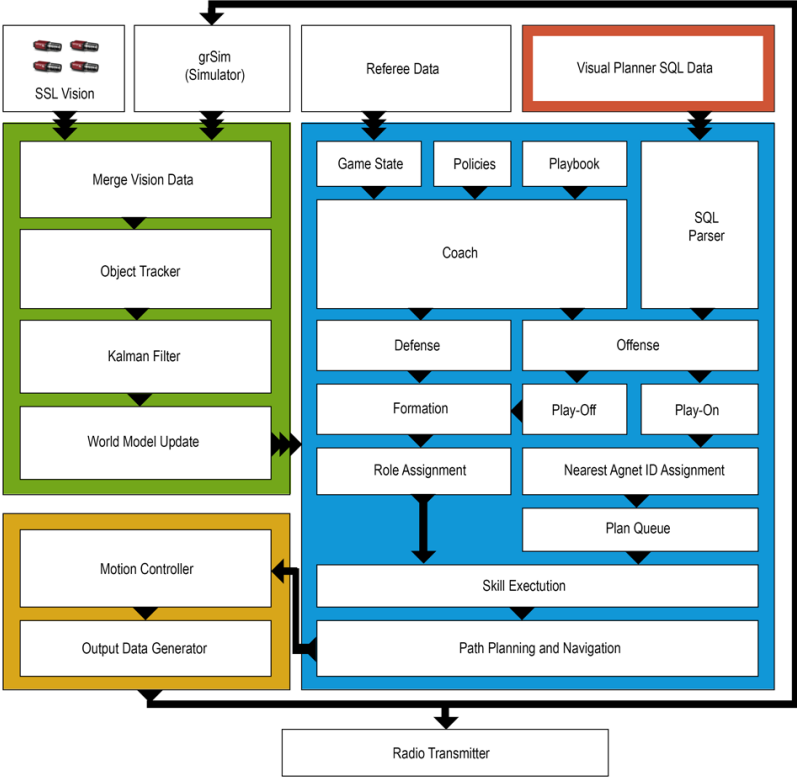 SSL Vision
grSim
(Simulator)
Referee Data
Visual Planner SQL Data
Merge Vision Data
Object Tracker
Kalman Filter
World Model Update
Game State
Policies
Playbook
Coach
SQL
Parser
Defense
Offense
Formation
Play-Off
Play-On
Role Assignment
Nearest Agnet ID Assignment
Plan Queue
Skill Exectution
Path Planning and Navigation
Motion Controller
Output Data Generator
Radio Transmitter